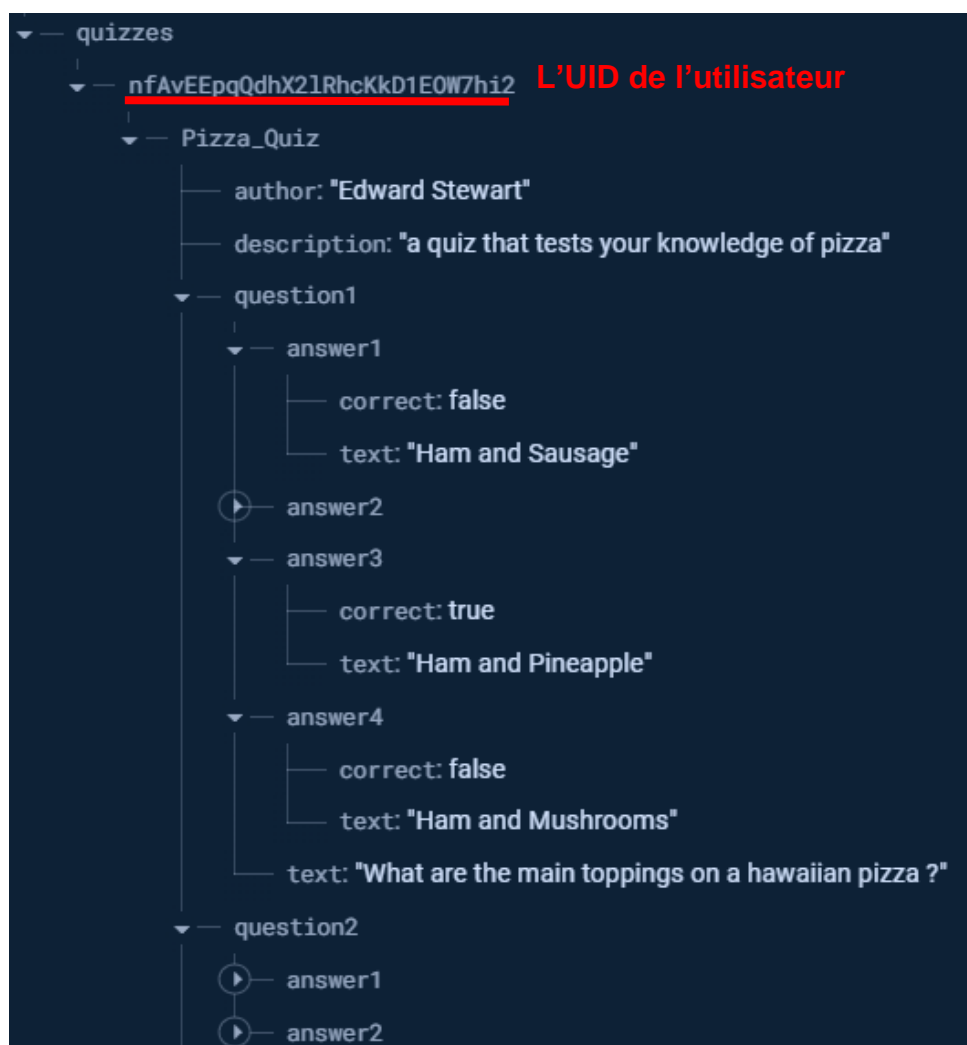 quizzes
nfAvEEpqQdhX2lRhcKkD1EOW7hi2 L'UID de l'utilisateur
Pizza_Quiz
author: "Edward Stewart"
description: "a quiz that tests your knowledge of pizza"
question1
answer1
correct: false
text: "Ham and Sausage"
answer2
answer3
correct: true
text: "Ham and Pineapple"
answer4
correct: false
text: "Ham and Mushrooms"
text: "What are the main toppings on a hawaiian pizza ?"
question2
answer1
answer2